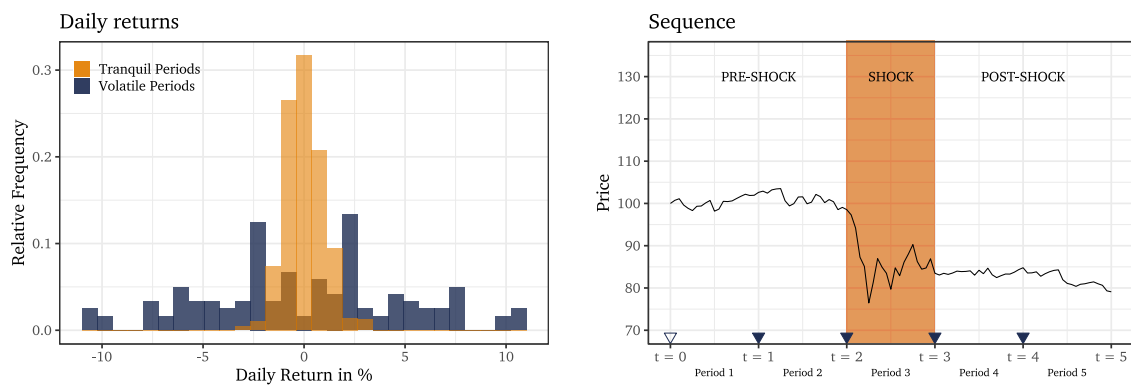 Daily returns
Tranquil Periods
Volatile Periods
0.3
0.2
0.1
0.0
Relative Frequency
-10
-5
0
5
10
Daily Return in %
Sequence
PRE-SHOCK
SHOCK
POST-SHOCK
130
120
110
100
90
80
70
Price
t = 0
t = 1
t = 2
t = 3
t = 4
t = 5
Period 1
Period 2
Period 3
Period 4
Period 5